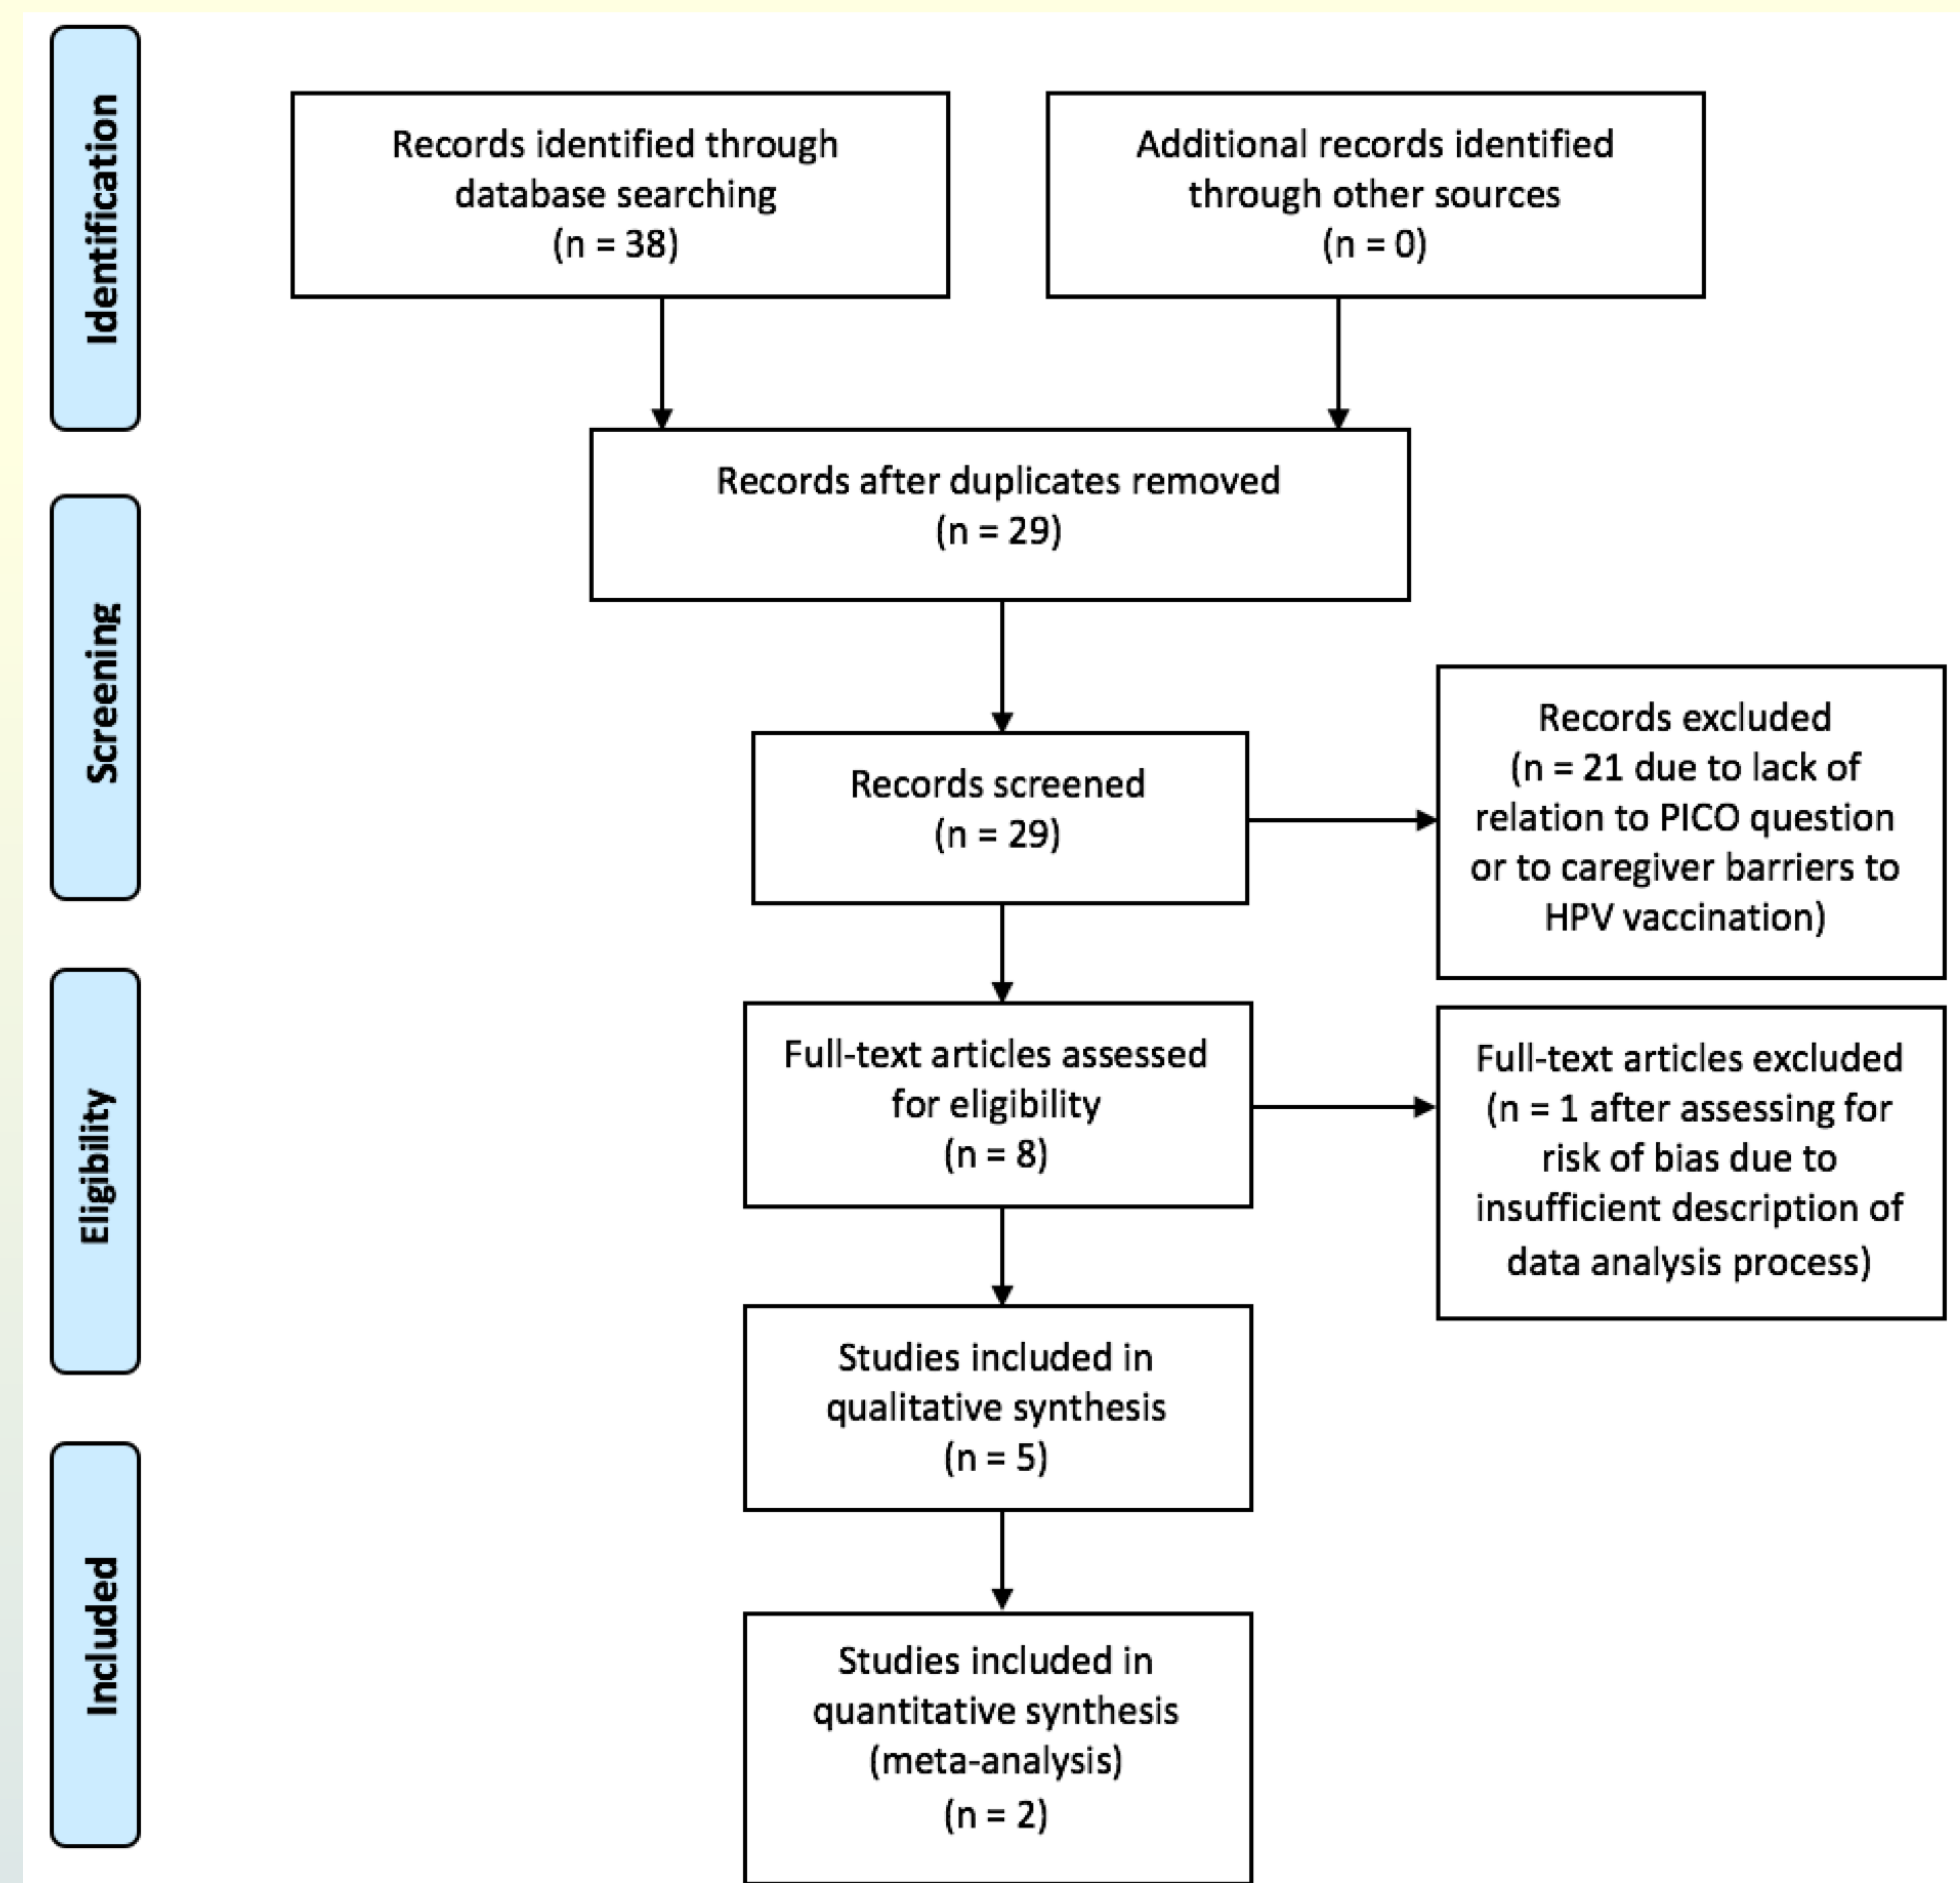 Identification
Records identified through
database searching
(n = 38)
Additional records identified
through other sources
(n = 0)
Records after duplicates removed
(n = 29)
Screening
Records screened
(n = 29)
Records excluded
(n = 21 due to lack of
relation to PICO question
or to caregiver barriers to
HPV vaccination)
Eligibility
Full-text articles assessed
for eligibility
(n = 8)
Full-text articles excluded
(n = 1 after assessing for
risk of bias due to
insufficient description of
data analysis process)
Studies included in
qualitative synthesis
(n = 5)
Included
Studies included in
quantitative synthesis
(meta-analysis)
(n = 2)